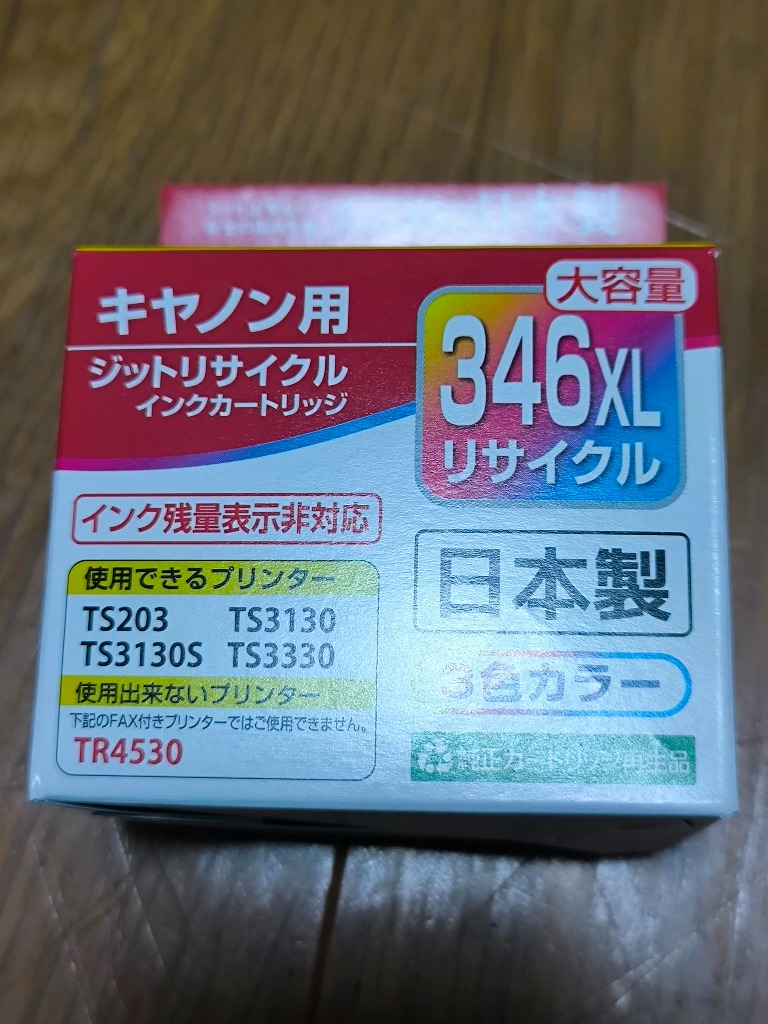 日本製
キヤノン用
ジットリサイクル
インクカートリッジ
大容量
346XL
リサイクル
インク残量表示非対応
使用できるプリンター
TS203 TS3130
TS3130S TS3330
使用出来ないプリンター
下記のFAX付きプリンターではご使用できません。
TR4530
日本製
3色カラー
純正カートリッジ再生品